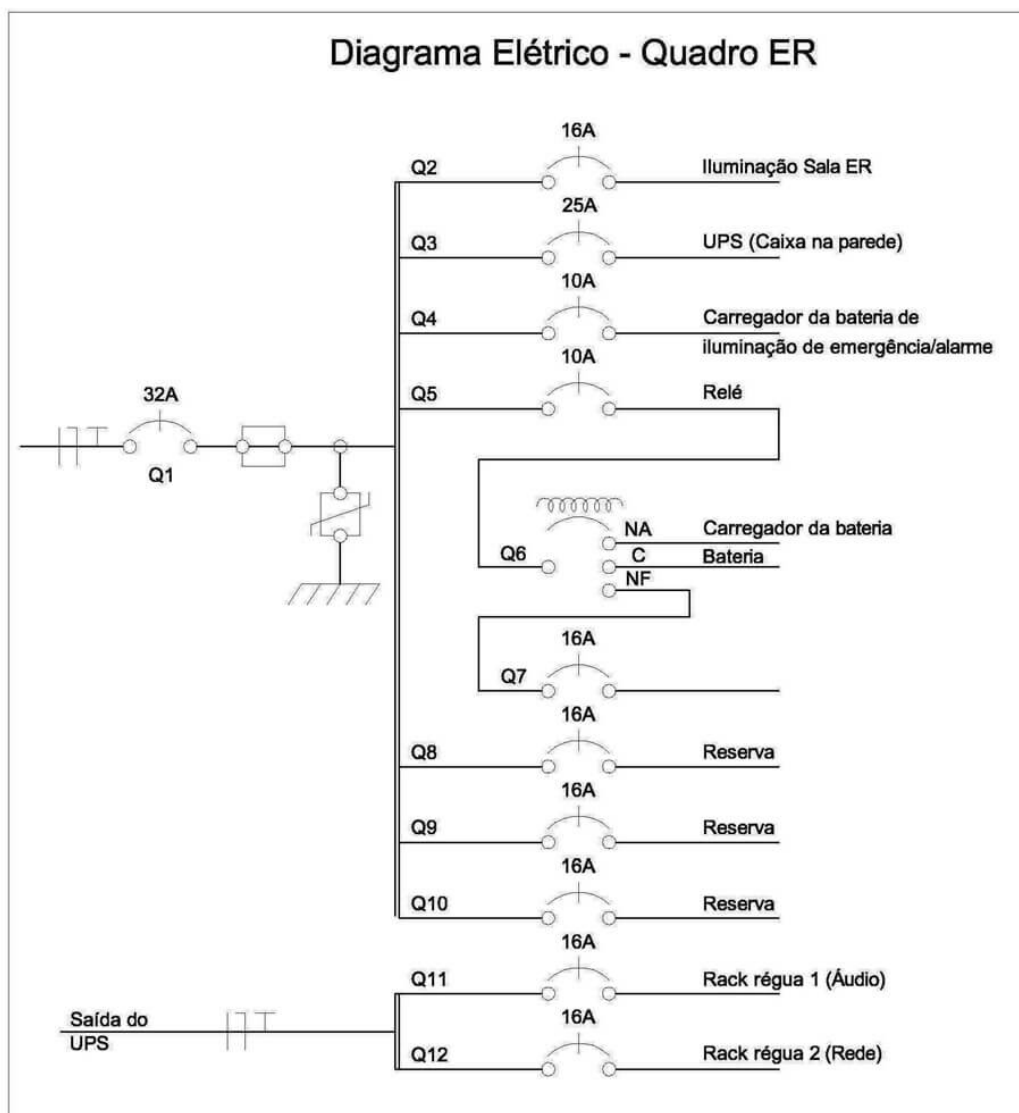 Diagrama Elétrico - Quadro ER
16A
Q2
Iluminação Sala ER
25A
Q3
UPS (Caixa na parede)
10A
Q4
Carregador da bateria de
iluminação de emergência/alarme
10A
Q5
Relé
32A
Q1
NA
Carregador da bateria
Q6
C
Bateria
NF
16A
Q7
16A
Q8
Reserva
16A
Q9
Reserva
16A
Q10
Reserva
16A
Q11
Rack régua 1 (Áudio)
Saída do
UPS
16A
Q12
Rack régua 2 (Rede)